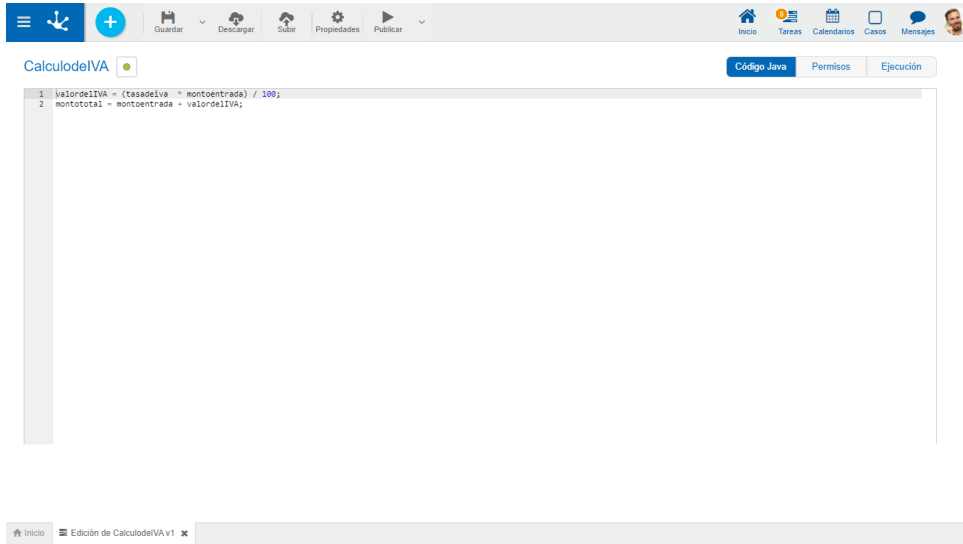 Guardar Descargar Subir Propiedades Publicar Inicio 8 Tareas Calendarios Casos Mensajes
CalculodeIVA Código Java Permisos Ejecución
1 valordelIVA = (tasadeiva * montoentrada) / 100;
2 montototal = montoentrada + valordelIVA;
Inicio Edición de CalculodeIVA v1